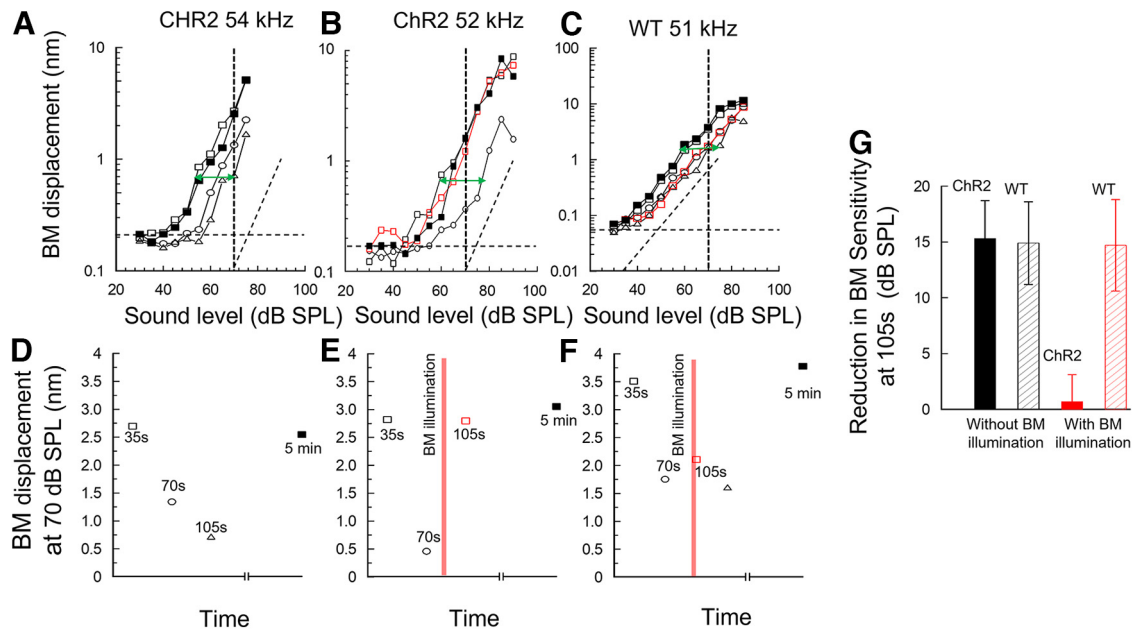 A
CHR2 54 kHz
BM displacement (nm)
10
1
0.1
20 40 60 80 100
Sound level (dB SPL)
B
ChR2 52 kHz
10
1
0.1
20 40 60 80 100
Sound level (dB SPL)
C
WT 51 kHz
100
10
1
0.1
0.01
20 40 60 80 100
Sound level (dB SPL)
D
BM displacement
at 70 dB SPL (nm)
4
3.5
3.0
2.5
2.0
1.5
1.0
0.5
0
35s
70s
105s
5 min
Time
E
4
3.5
3.0
2.5
2.0
1.5
1.0
0.5
0
35s
BM illumination
70s
105s
5 min
Time
F
4
3.5
3.0
2.5
2.0
1.5
1.0
0.5
0
35s
BM illumination
70s
105s
5 min
Time
G
Reduction in BM Sensitivity
at 105s (dB SPL)
20
15
10
5
0
ChR2
WT
ChR2
WT
Without BM
illumination
With BM
illumination